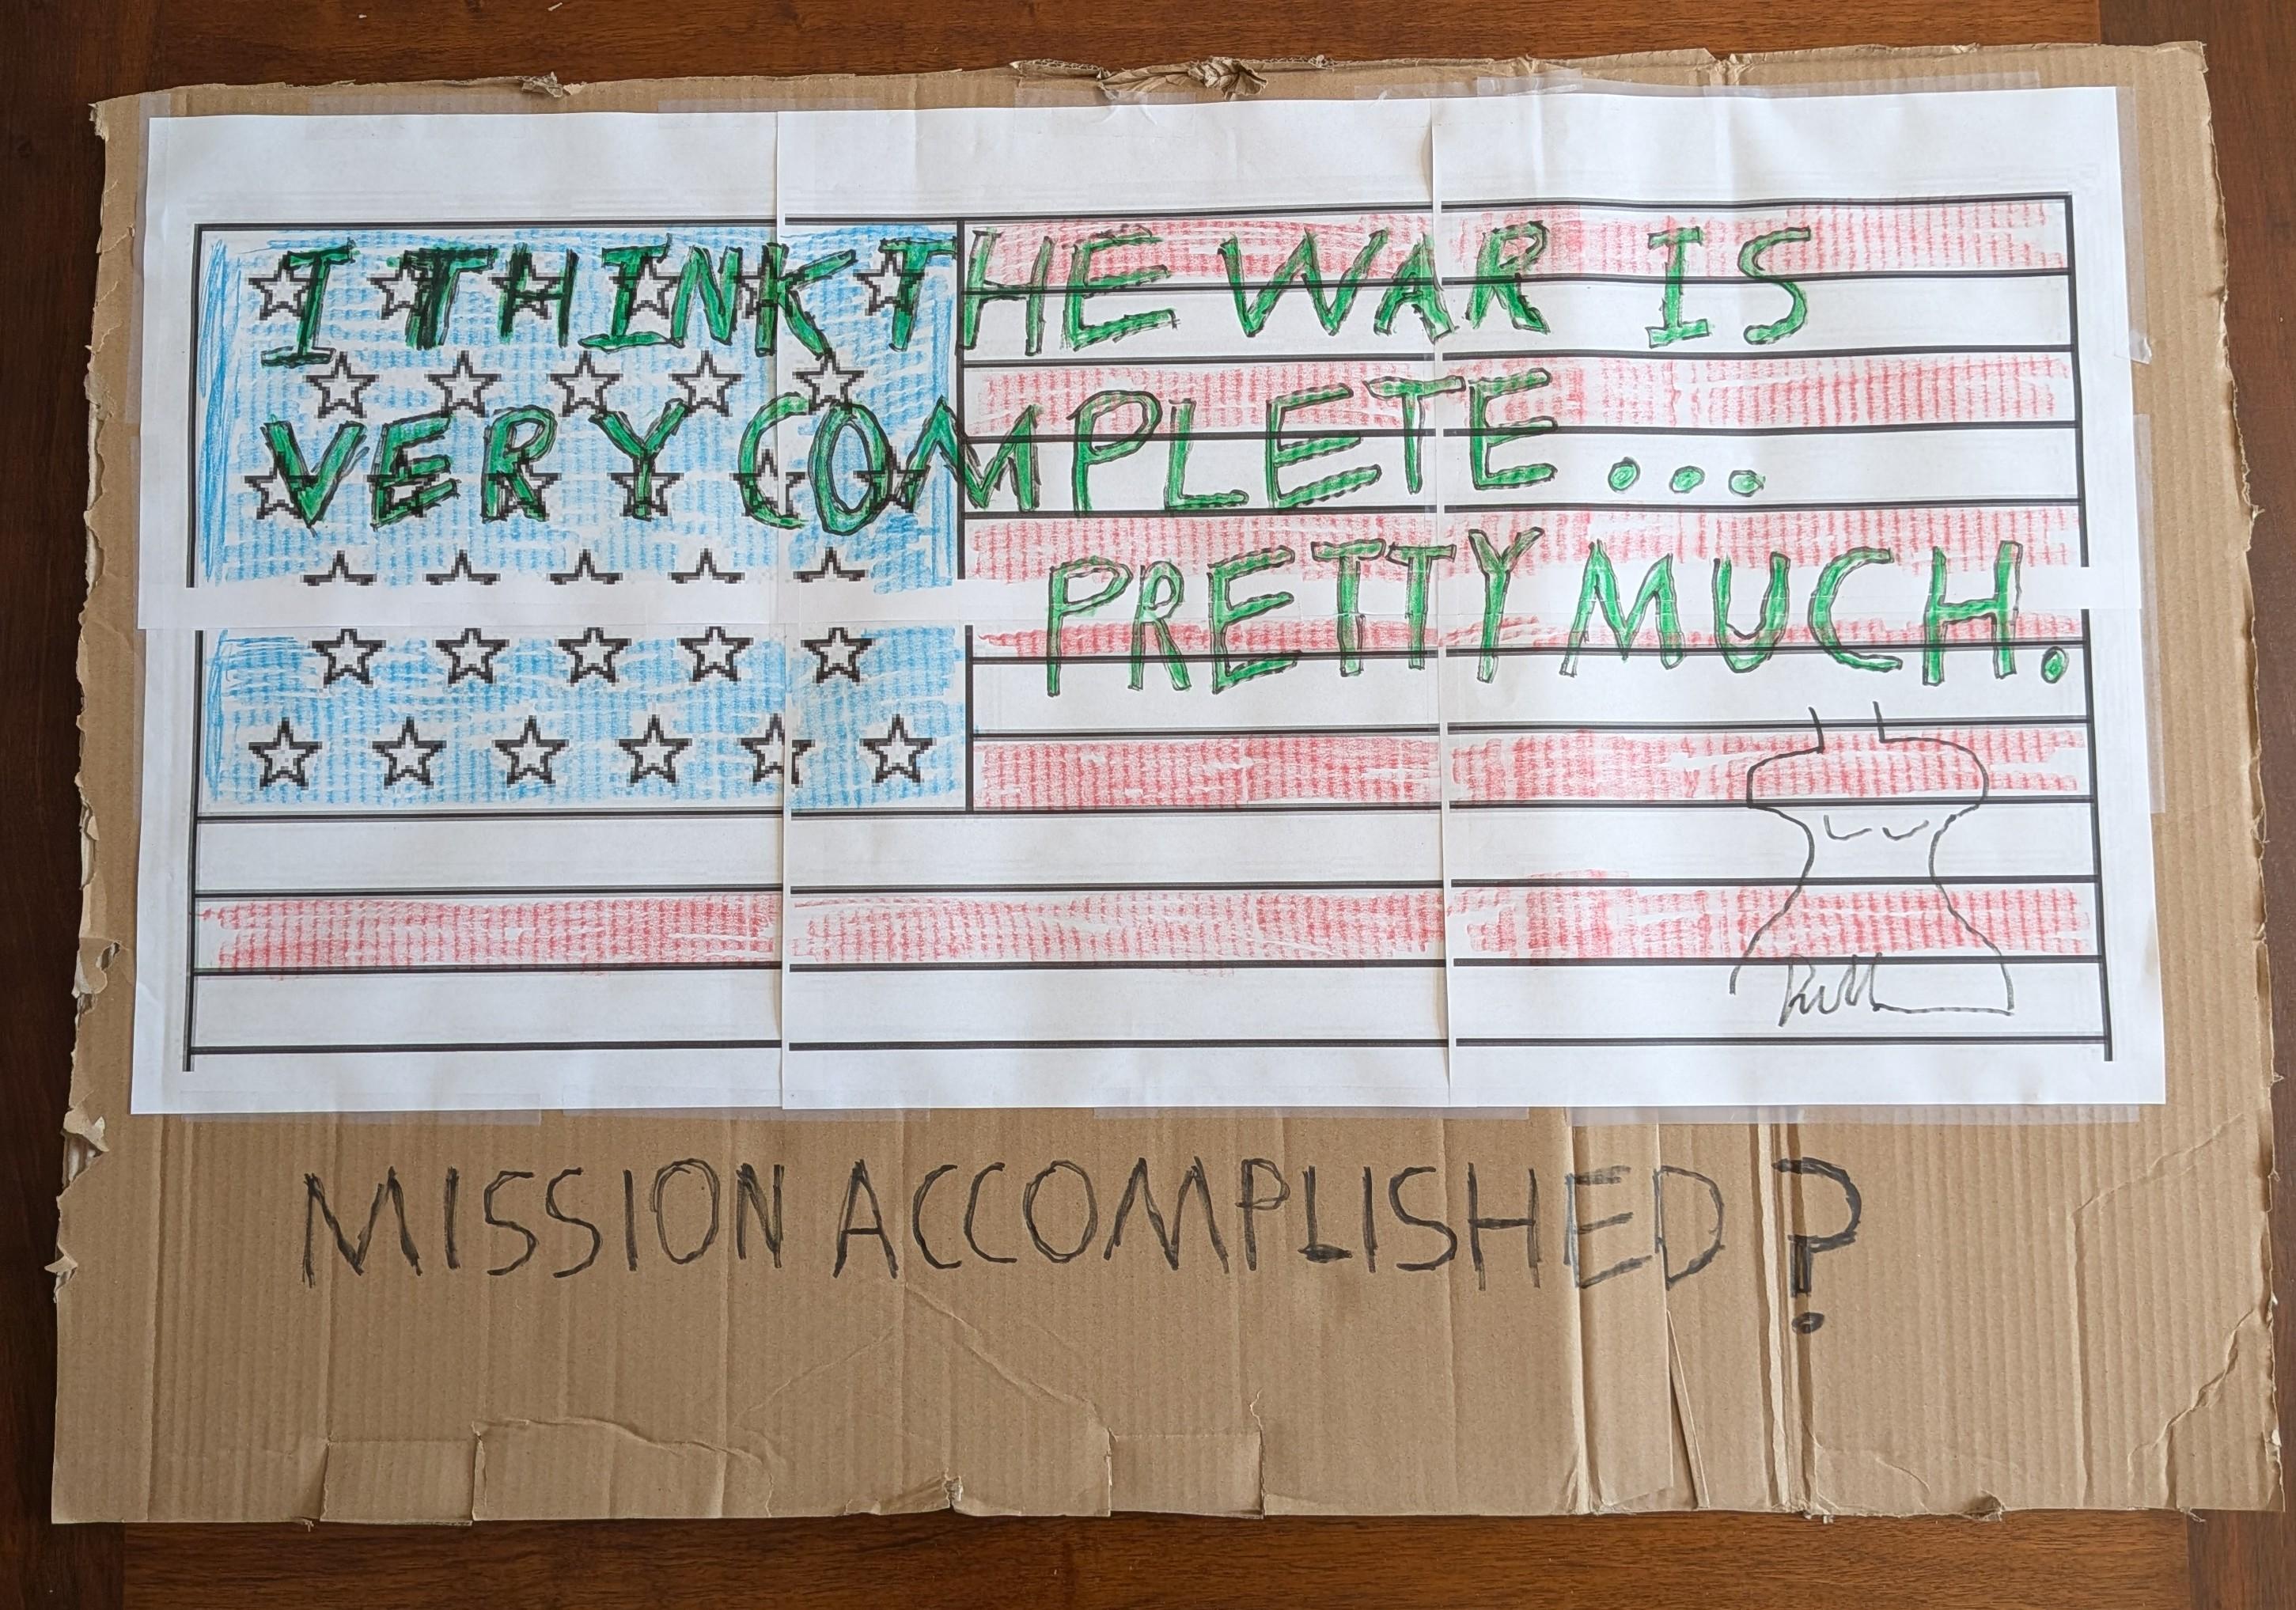 I THINK THE WAR IS
VERY COMPLETE...
PRETTY MUCH.
MISSION ACCOMPLISHED?